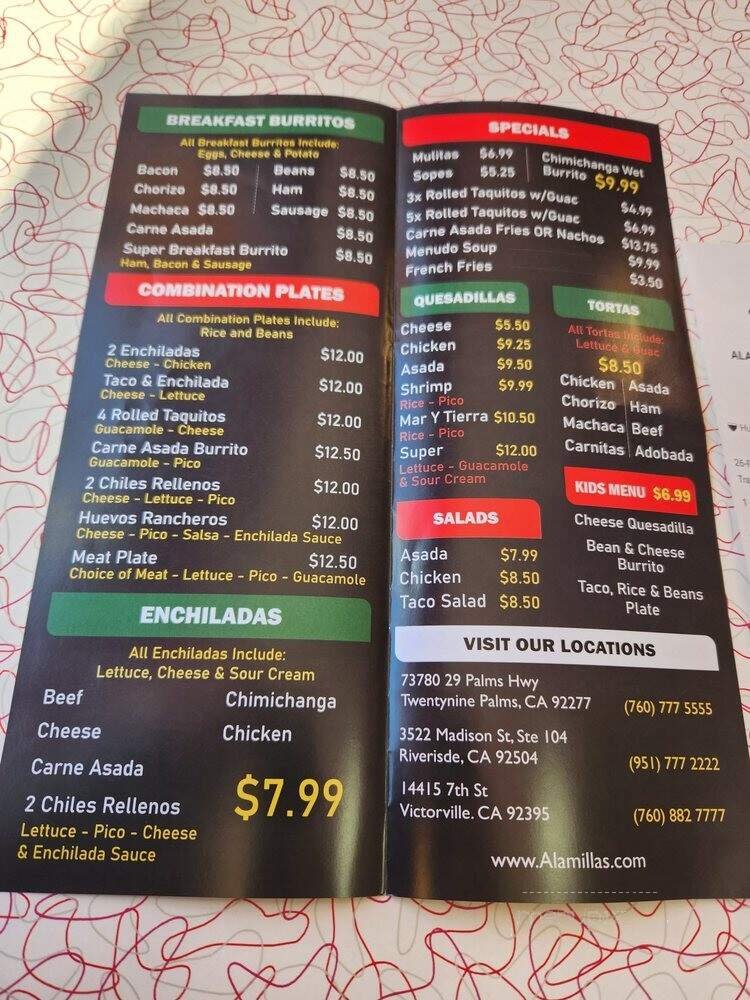 BREAKFAST BURRITOS
All Breakfast Burritos Include:
Eggs, Cheese & Potato
Bacon $8.50 Beans $8.50
Chorizo $8.50 Ham $8.50
Machaca $8.50 Sausage $8.50
Carne Asada $8.50
Super Breakfast Burrito $8.50
Ham, Bacon & Sausage
COMBINATION PLATES
All Combination Plates Include:
Rice and Beans
2 Enchiladas $12.00
Cheese - Chicken
Taco & Enchilada $12.00
Cheese - Lettuce
4 Rolled Taquitos $12.00
Guacamole - Cheese
Carne Asada Burrito $12.50
Guacamole - Pico
2 Chiles Rellenos $12.00
Cheese - Lettuce - Pico
Huevos Rancheros $12.00
Cheese - Pico - Salsa - Enchilada Sauce
Meat Plate $12.50
Choice of Meat - Lettuce - Pico - Guacamole
ENCHILADAS
All Enchiladas Include:
Lettuce, Cheese & Sour Cream
Beef Chimichanga
Cheese Chicken
Carne Asada
2 Chiles Rellenos $7.99
Lettuce - Pico - Cheese
& Enchilada Sauce
SPECIALS
Mulitas $6.99
Sopes $5.25
Chimichanga Wet
Burrito $9.99
3x Rolled Taquitos w/Guac $4.99
5x Rolled Taquitos w/Guac $6.99
Carne Asada Fries OR Nachos $13.75
Menudo Soup $9.99
French Fries $3.50
QUESADILLAS
Cheese $5.50
Chicken $9.25
Asada $9.50
Shrimp $9.99
Rice - Pico
Mar Y Tierra $10.50
Rice - Pico
Super $12.00
Lettuce - Guacamole
& Sour Cream
TORTAS
All Tortas Include:
Lettuce & Guac
$8.50
Chicken Asada
Chorizo Ham
Machaca Beef
Carnitas Adobada
SALADS
Asada $7.99
Chicken $8.50
Taco Salad $8.50
KIDS MENU $6.99
Cheese Quesadilla
Bean & Cheese
Burrito
Taco, Rice & Beans
Plate
VISIT OUR LOCATIONS
73780 29 Palms Hwy
Twentynine Palms, CA 92277 (760) 777 5555
3522 Madison St, Ste 104
Riverisde, CA 92504 (951) 777 2222
14415 7th St
Victorville. CA 92395 (760) 882 7777
www.Alamillas.com
ALA